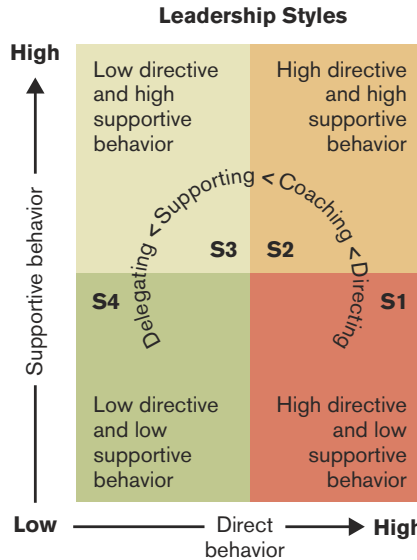 Leadership Styles
High
Low directive
and high
supportive
behavior
High directive
and high
supportive
behavior
Delegating < Supporting < Coaching < Directing
S3
S2
S4
S1
Supportive behavior
Low directive
and low
supportive
behavior
High directive
and low
supportive
behavior
Low
Direct
behavior
High